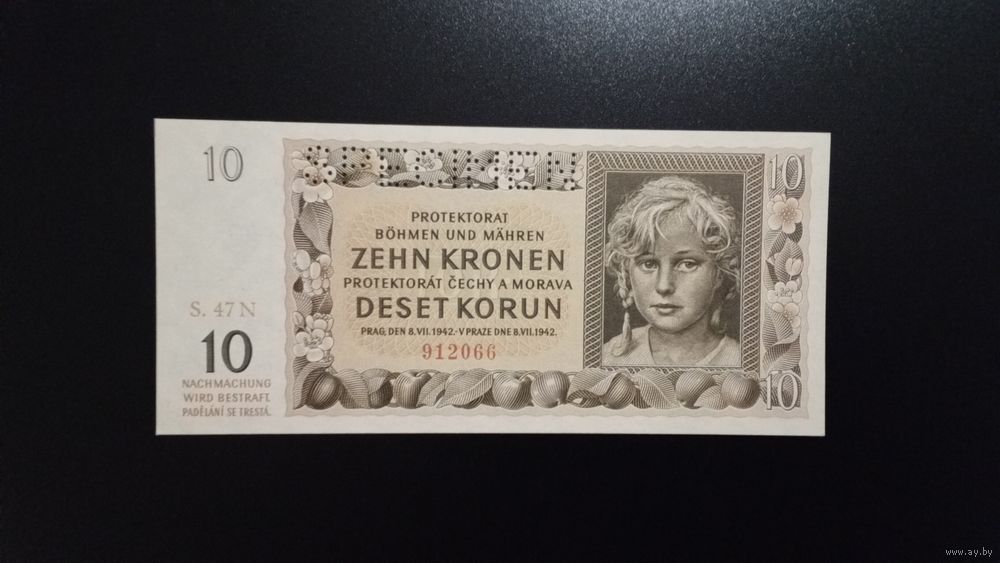 10
SPECIMEN
10
PROTEKTORAT
BÖHMEN UND MÄHREN
ZEHN KRONEN
PROTEKTORÁT ČECHY A MORAVA
DESET KORUN
PRAG, DEN 8. VII. 1942.-V PRAZE DNE 8. VII. 1942.
912066
S. 47 N
10
NACHMACHUNG
WIRD BESTRAFT.
PADĚLÁNÍ SE TRESTÁ.
10
www.ay.by